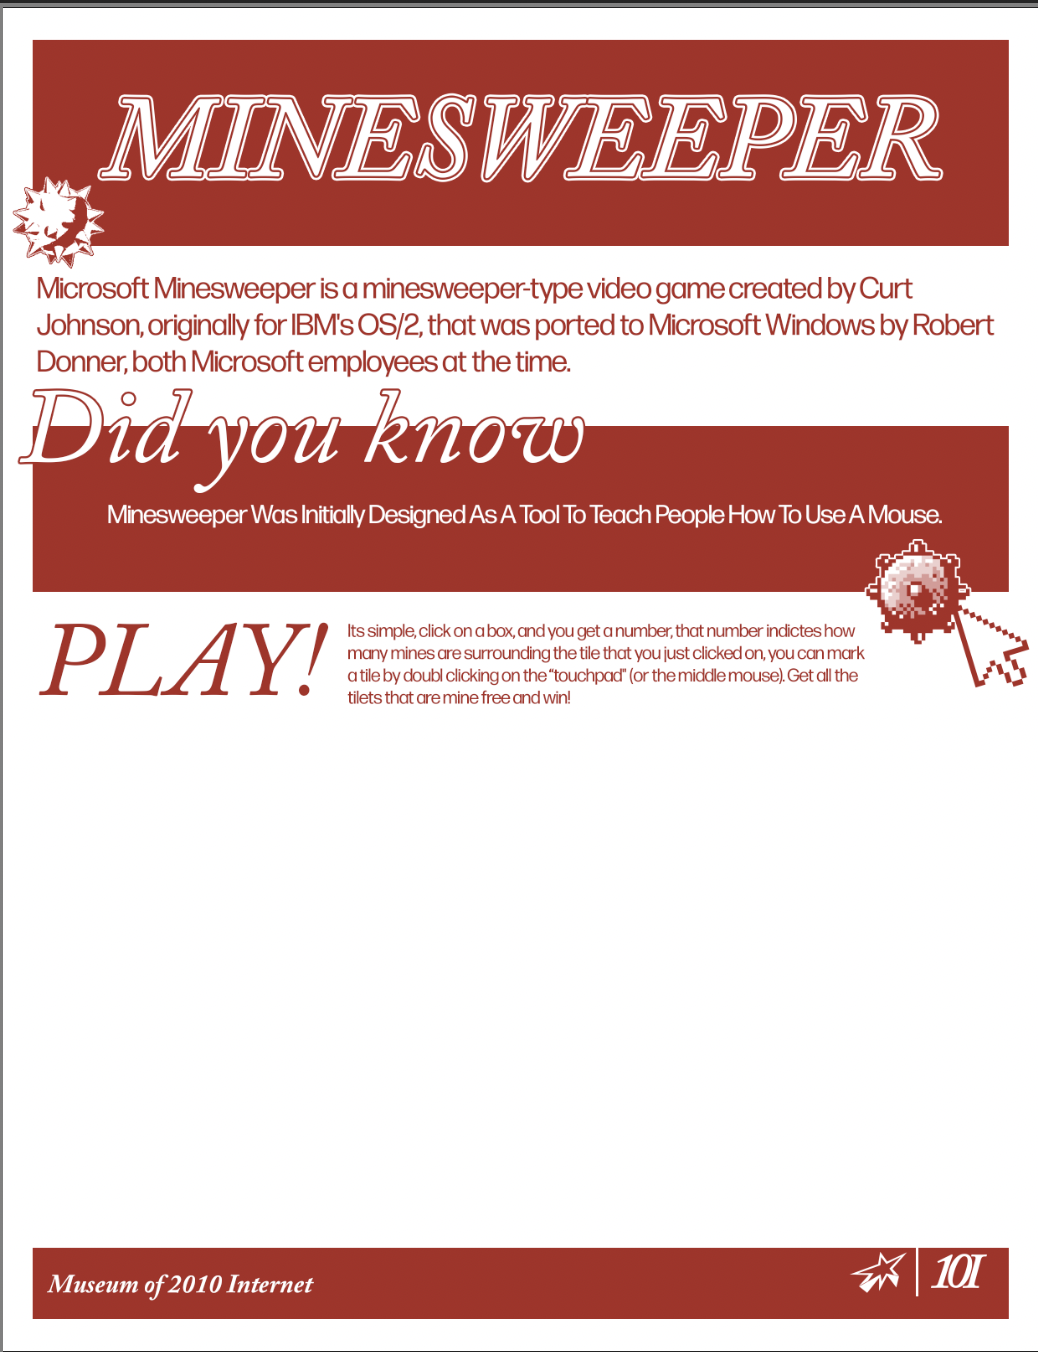 MINESWEEPER
Microsoft Minesweeper is a minesweeper-type video game created by Curt
Johnson, originally for IBM's OS/2, that was ported to Microsoft Windows by Robert
Donner, both Microsoft employees at the time.
Did you know
Minesweeper Was Initially Designed As A Tool To Teach People How To Use A Mouse.
PLAY!
Its simple, click on a box, and you get a number, that number indictes how
many mines are surrounding the tile that you just clicked on, you can mark
a tile by doubl clicking on the “touchpad" (or the middle mouse). Get all the
tilets that are mine free and win!
Museum of 2010 Internet
101